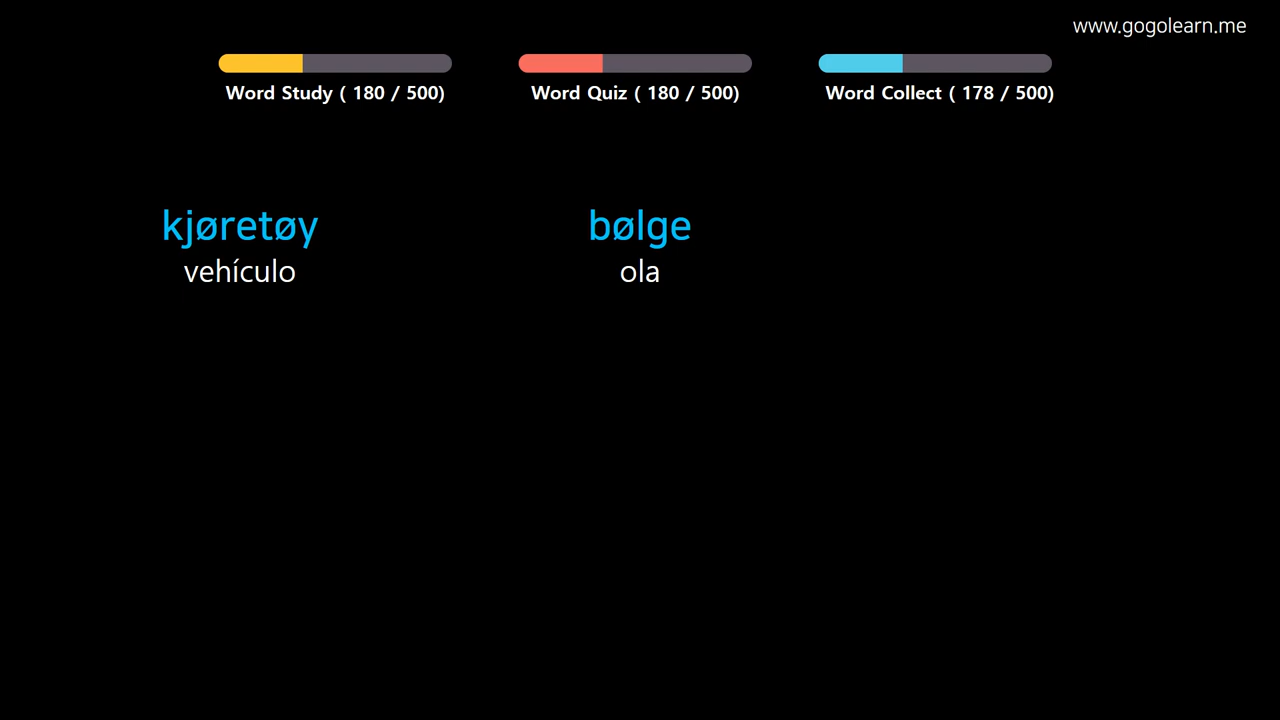 www.gogolearn.me
Word Study ( 180 / 500)
Word Quiz ( 180 / 500)
Word Collect ( 178 / 500)
kjøretøy
vehículo
bølge
ola